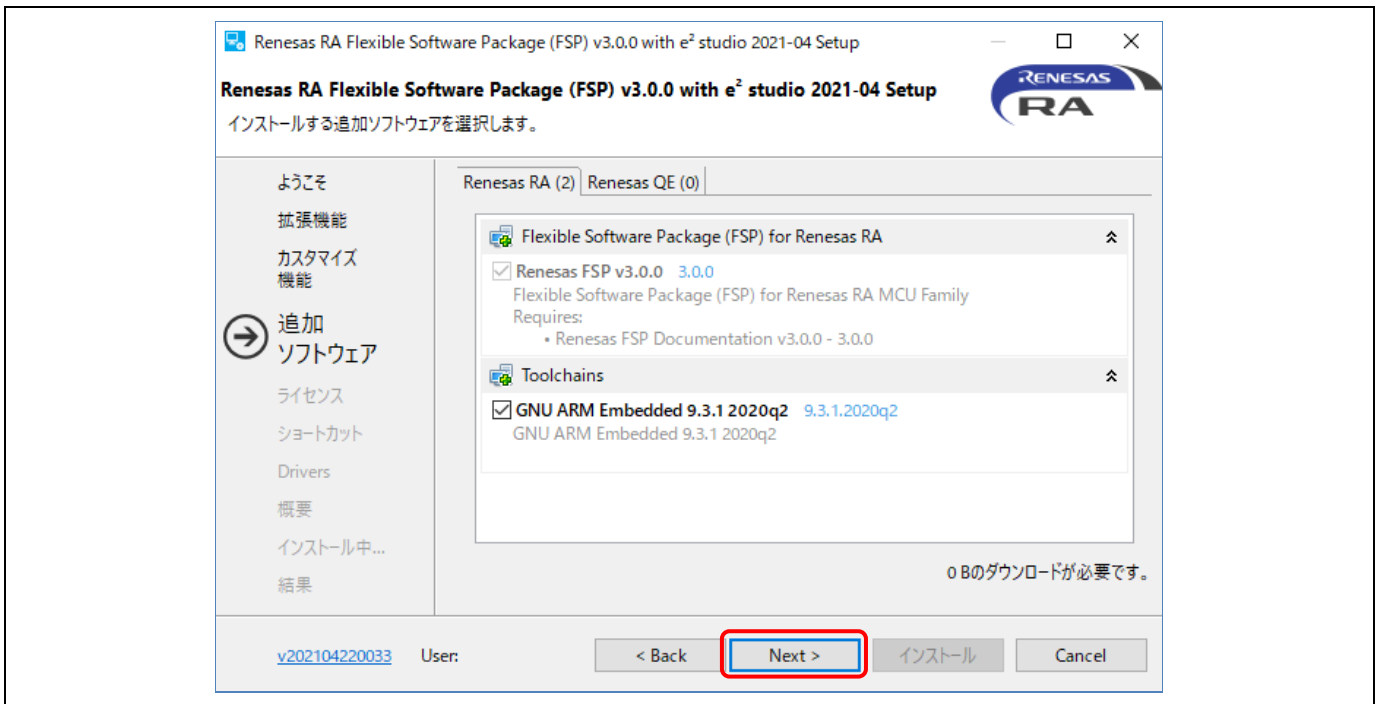 Renesas RA Flexible Software Package (FSP) v3.0.0 with e² studio 2021-04 Setup
Renesas RA Flexible Software Package (FSP) v3.0.0 with e² studio 2021-04 Setup
インストールする追加ソフトウェアを選択します。
RENESAS
RA
ようこそ
拡張機能
カスタマイズ
機能
追加
ソフトウェア
ライセンス
ショートカット
Drivers
概要
インストール中...
結果
Renesas RA (2) Renesas QE (0)
Flexible Software Package (FSP) for Renesas RA
Renesas FSP v3.0.0 3.0.0
Flexible Software Package (FSP) for Renesas RA MCU Family
Requires:
• Renesas FSP Documentation v3.0.0 - 3.0.0
Toolchains
GNU ARM Embedded 9.3.1 2020q2 9.3.1.2020q2
GNU ARM Embedded 9.3.1 2020q2
0 Bのダウンロードが必要です。
v202104220033 User: < Back Next > インストール Cancel